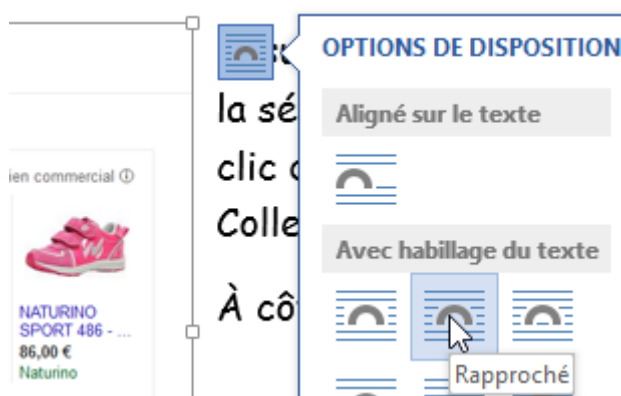 OPTIONS DE DISPOSITION
la sé
Aligné sur le texte
ien commercial ⓘ
clic
Colle
Avec habillage du texte
NATURINO
SPORT 486 - ...
86,00 €
Naturino
À cô
Rapproché